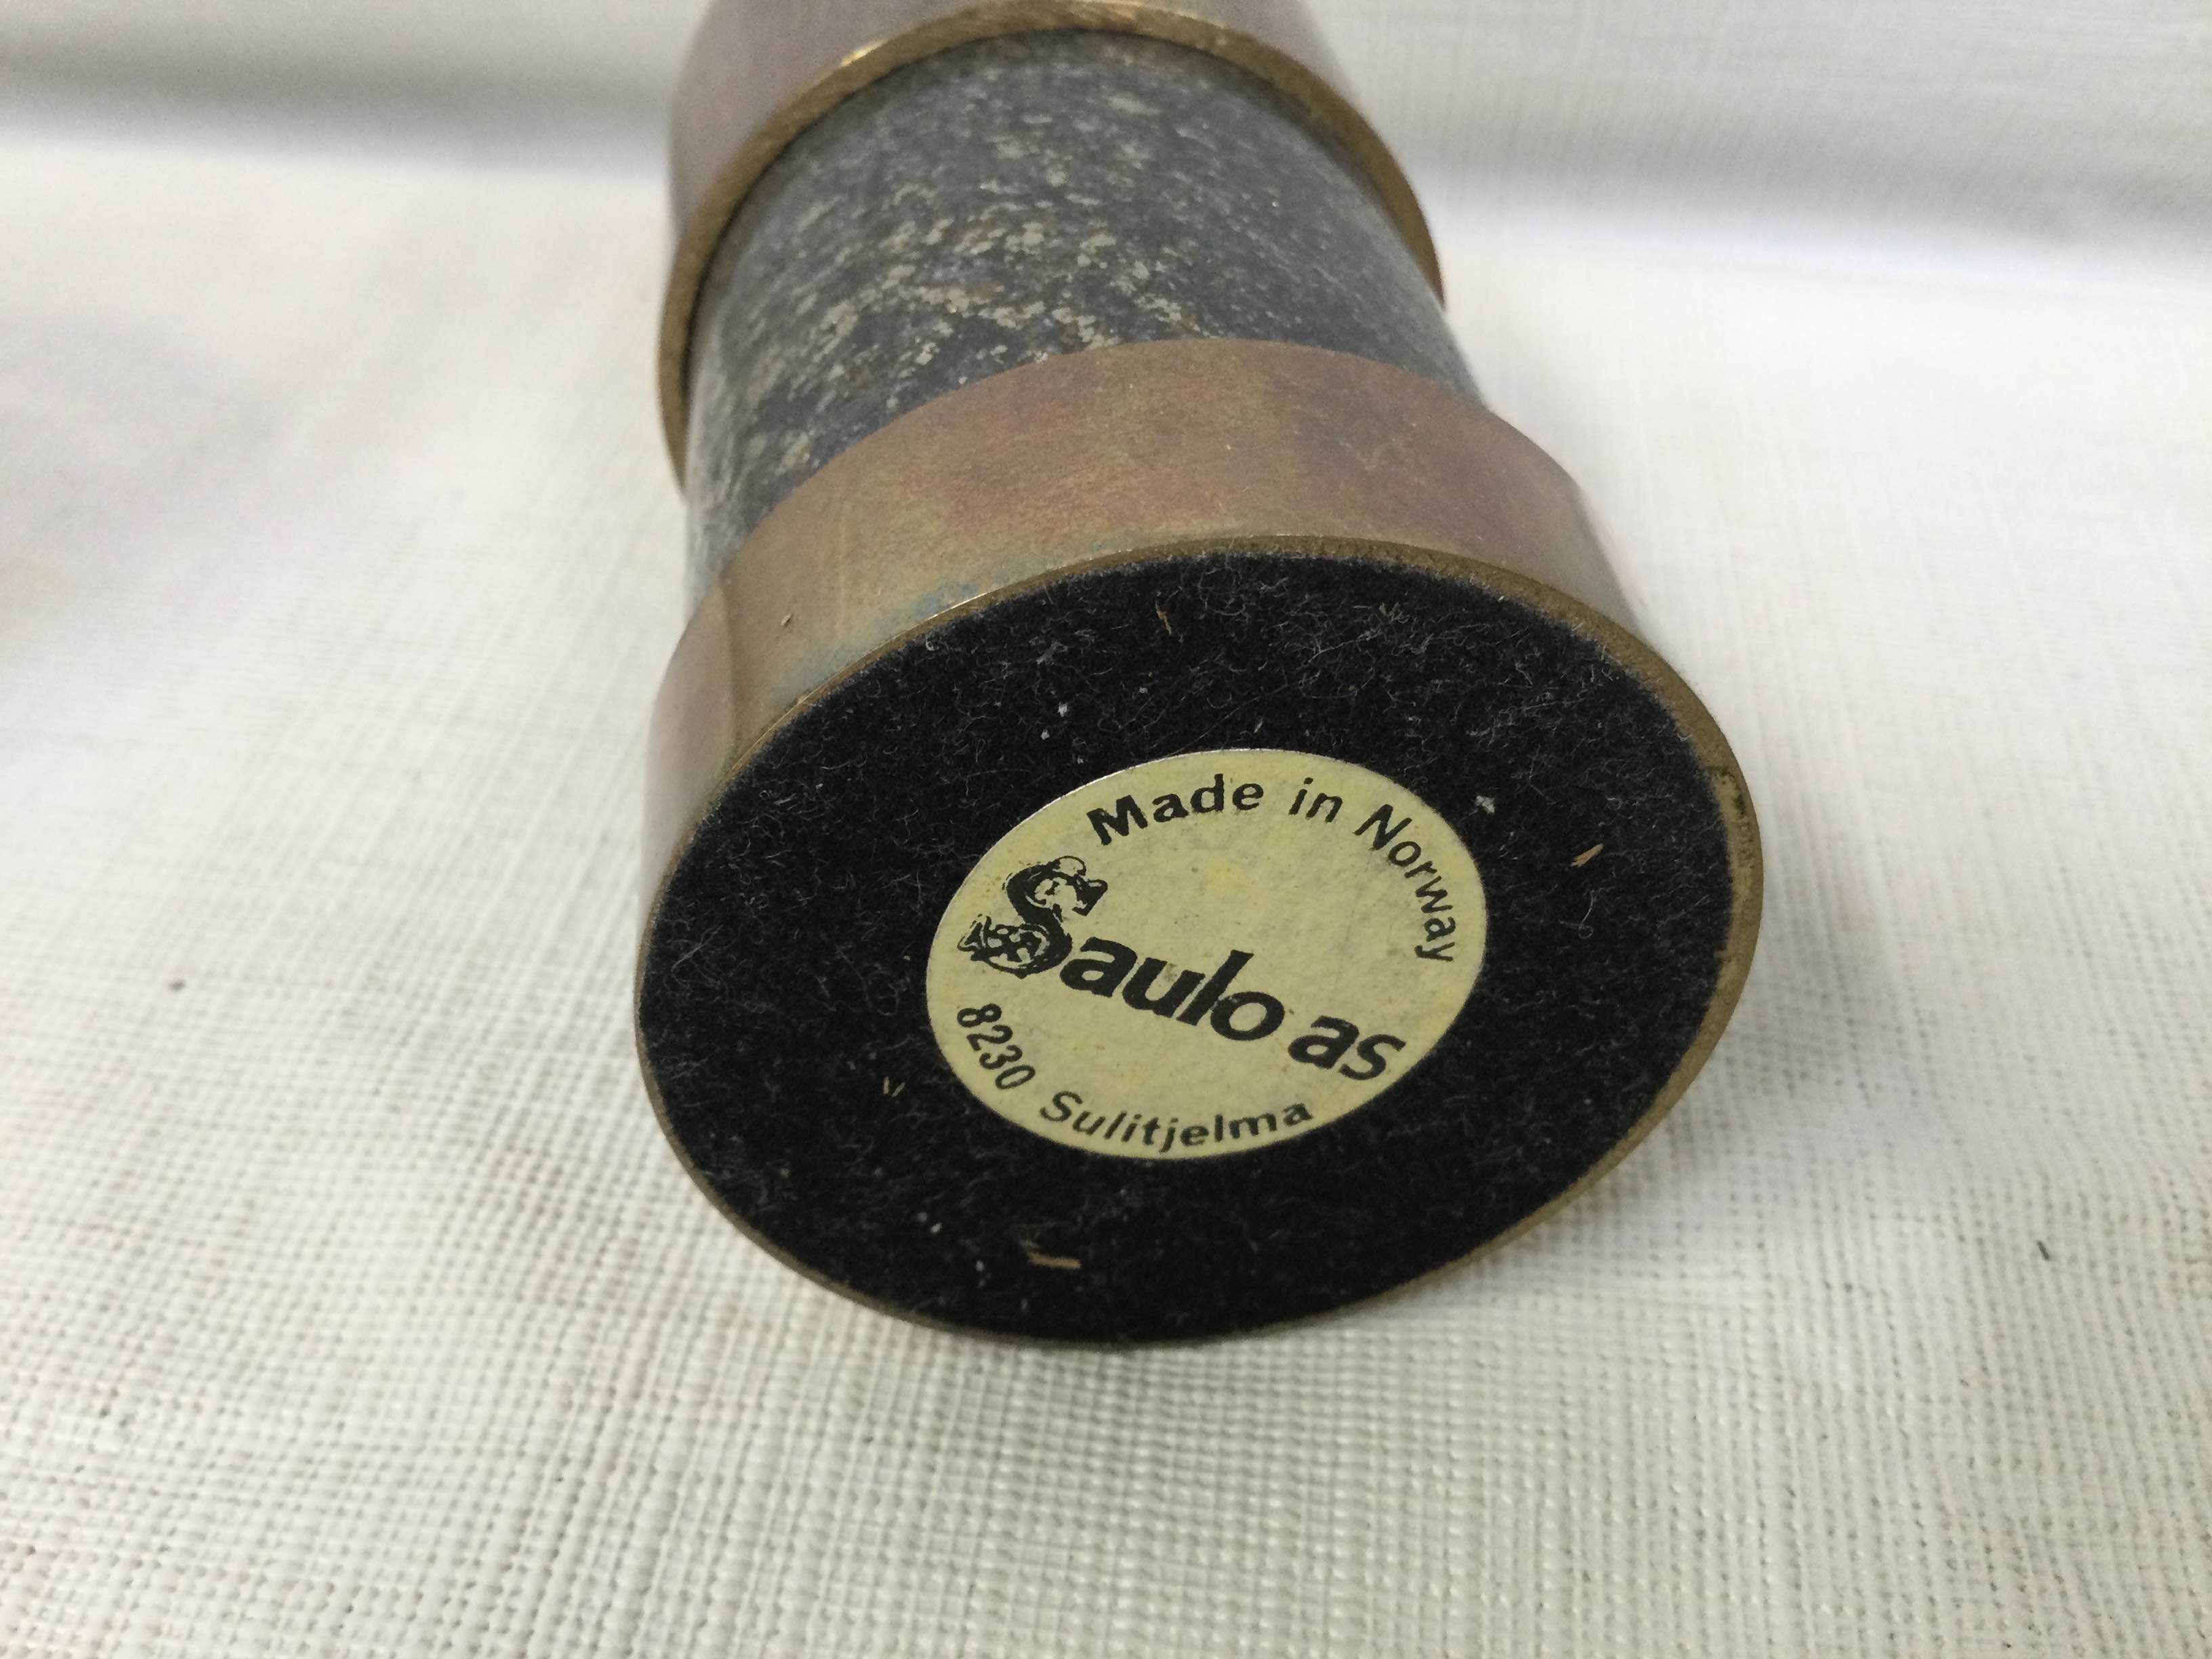 Made in Norway
Saulo as
8230 Sulitjelma